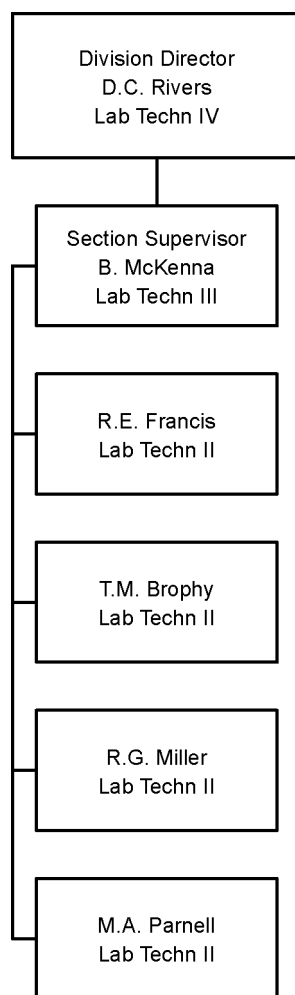 Division Director
D.C. Rivers
Lab Techn IV
Section Supervisor
B. McKenna
Lab Techn III
R.E. Francis
Lab Techn II
T.M. Brophy
Lab Techn II
R.G. Miller
Lab Techn II
M.A. Parnell
Lab Techn II